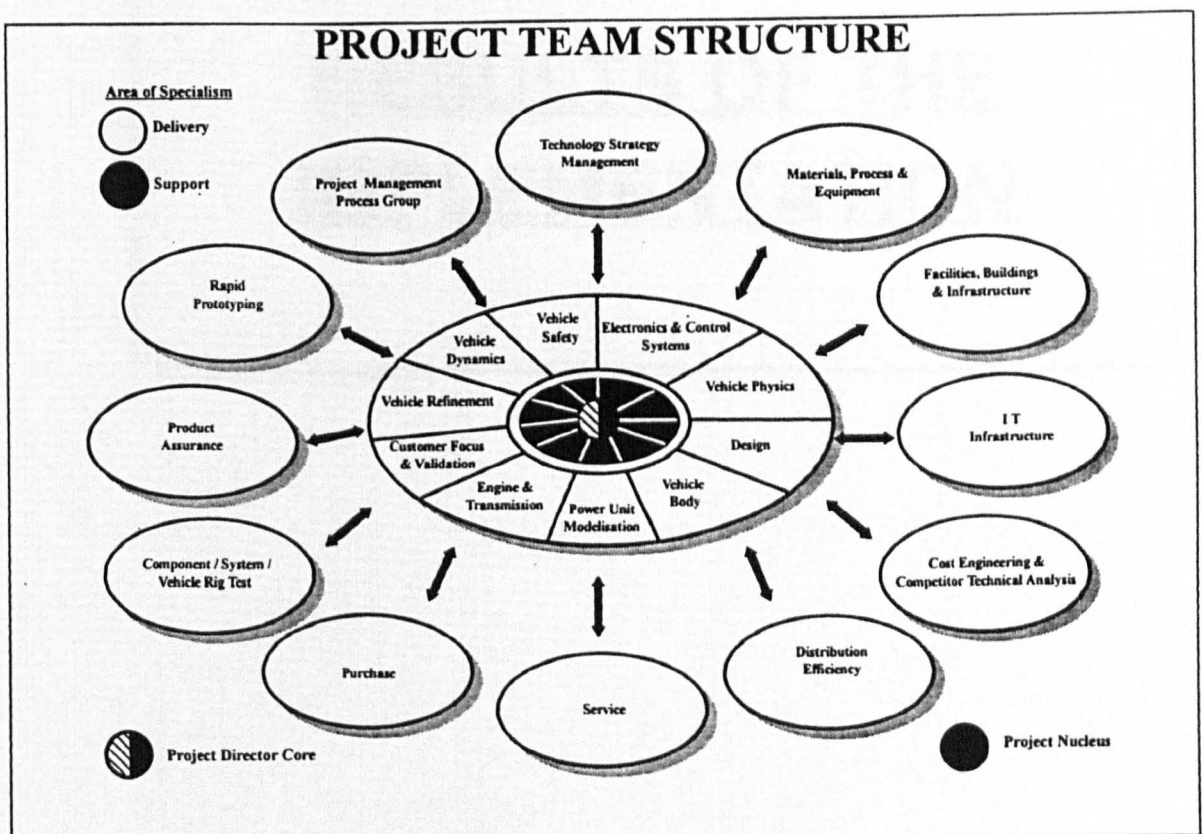 PROJECT TEAM STRUCTURE
Area of Specialism
Delivery
Support
Technology Strategy
Management
Project Management
Process Group
Materials, Process &
Equipment
Rapid
Prototyping
Facilities, Buildings
& Infrastructure
Vehicle
Safety
Electronics & Control
Systems
Vehicle
Dynamics
Vehicle Physics
Vehicle Refinement
Product
Assurance
I T
Infrastructure
Customer Focus
& Validation
Design
Engine &
Transmission
Power Unit
Modelisation
Vehicle
Body
Component / System /
Vehicle Rig Test
Cost Engineering &
Competitor Technical Analysis
Purchase
Service
Distribution
Efficiency
Project Director Core
Project Nucleus